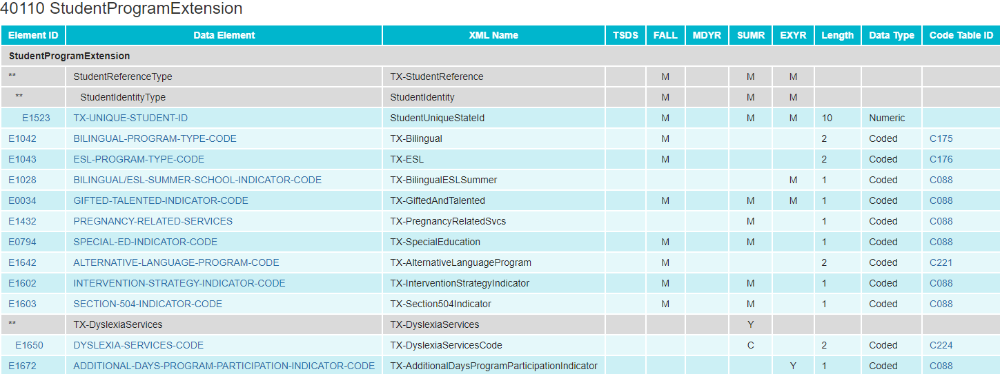 40110 StudentProgramExtension
Element ID Data Element XML Name TSDS FALL MDYR SUMR EXYR Length Data Type Code Table ID
StudentProgramExtension
** StudentReferenceType TX-StudentReference M M M
** StudentIdentityType StudentIdentity M M M
E1523 TX-UNIQUE-STUDENT-ID StudentUniqueStateId M M M 10 Numeric
E1042 BILINGUAL-PROGRAM-TYPE-CODE TX-Bilingual M 2 Coded C175
E1043 ESL-PROGRAM-TYPE-CODE TX-ESL M 2 Coded C176
E1028 BILINGUAL/ESL-SUMMER-SCHOOL-INDICATOR-CODE TX-BilingualESLSummer M 1 Coded C088
E0034 GIFTED-TALENTED-INDICATOR-CODE TX-GiftedAndTalented M M M 1 Coded C088
E1432 PREGNANCY-RELATED-SERVICES TX-PregnancyRelatedSvcs M 1 Coded C088
E0794 SPECIAL-ED-INDICATOR-CODE TX-SpecialEducation M M 1 Coded C088
E1642 ALTERNATIVE-LANGUAGE-PROGRAM-CODE TX-AlternativeLanguageProgram M 2 Coded C221
E1602 INTERVENTION-STRATEGY-INDICATOR-CODE TX-InterventionStrategyIndicator M M 1 Coded C088
E1603 SECTION-504-INDICATOR-CODE TX-Section504Indicator M M 1 Coded C088
** TX-DyslexiaServices TX-DyslexiaServices Y
E1650 DYSLEXIA-SERVICES-CODE TX-DyslexiaServicesCode C 2 Coded C224
E1672 ADDITIONAL-DAYS-PROGRAM-PARTICIPATION-INDICATOR-CODE TX-AdditionalDaysProgramParticipationIndicator Y 1 Coded C088